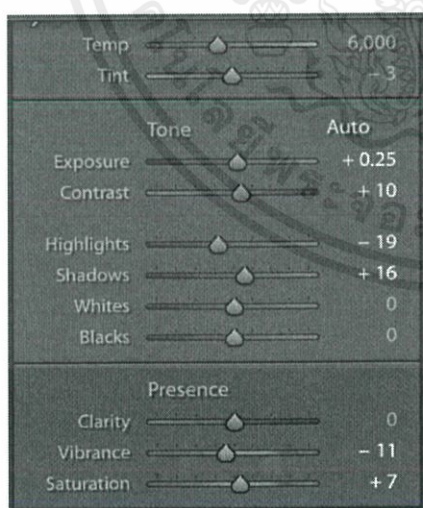 Temp 6,000
Tint – 3
Tone Auto
Exposure + 0.25
Contrast + 10
Highlights – 19
Shadows + 16
Whites 0
Blacks 0
Presence
Clarity 0
Vibrance – 11
Saturation + 7